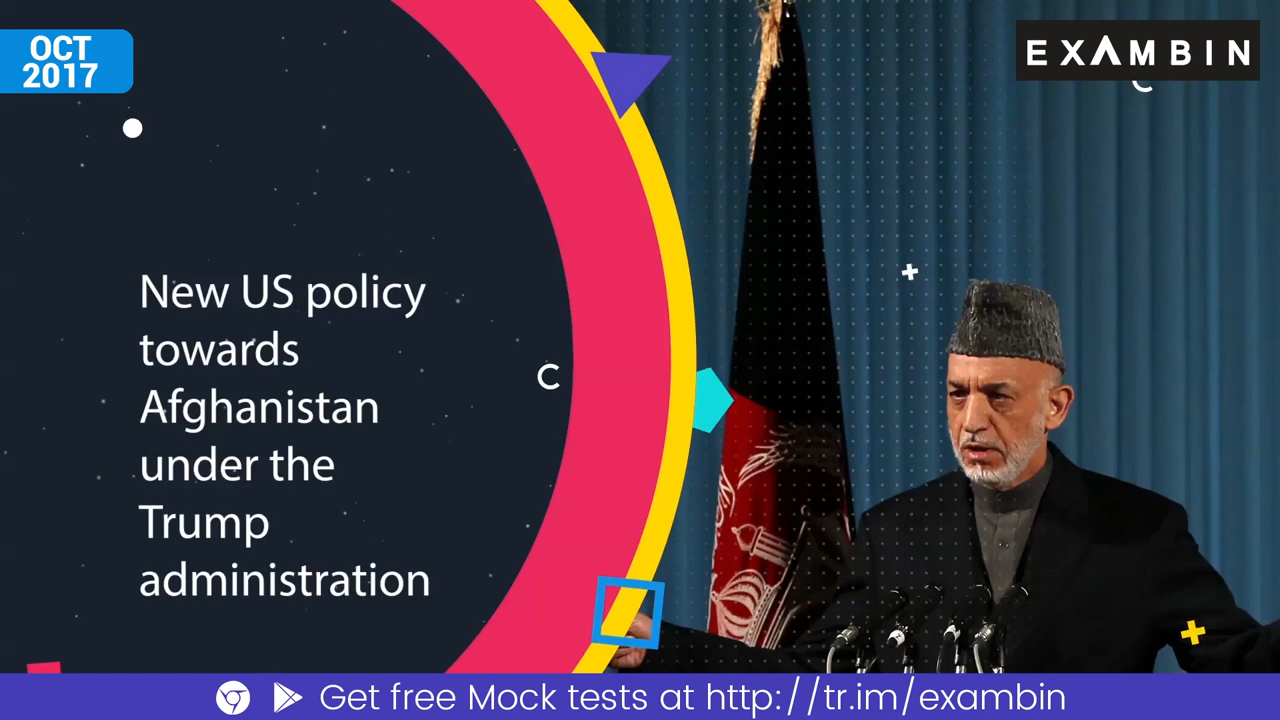 OCT
2017
EXAMBIN
New US policy
towards
Afghanistan
under the
Trump
administration
Get free Mock tests at http://tr.im/exambin